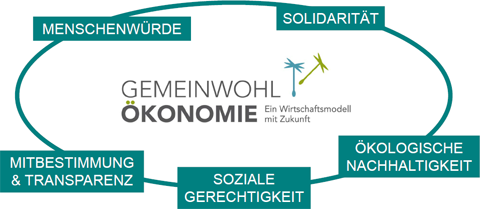 MENSCHENWÜRDE
SOLIDARITÄT
GEMEINWOHL
ÖKONOMIE
Ein Wirtschaftsmodell
mit Zukunft
MITBESTIMMUNG
& TRANSPARENZ
SOZIALE
GERECHTIGKEIT
ÖKOLOGISCHE
NACHHALTIGKEIT